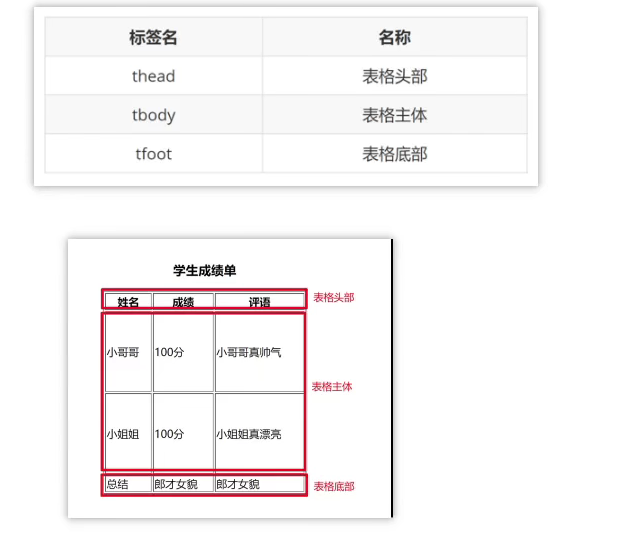 标签名 名称
thead 表格头部
tbody 表格主体
tfoot 表格底部
学生成绩单
姓名 成绩 评语 表格头部
小哥哥 100分 小哥哥真帅气
表格主体
小姐姐 100分 小姐姐真漂亮
总结 郎才女貌 郎才女貌 表格底部